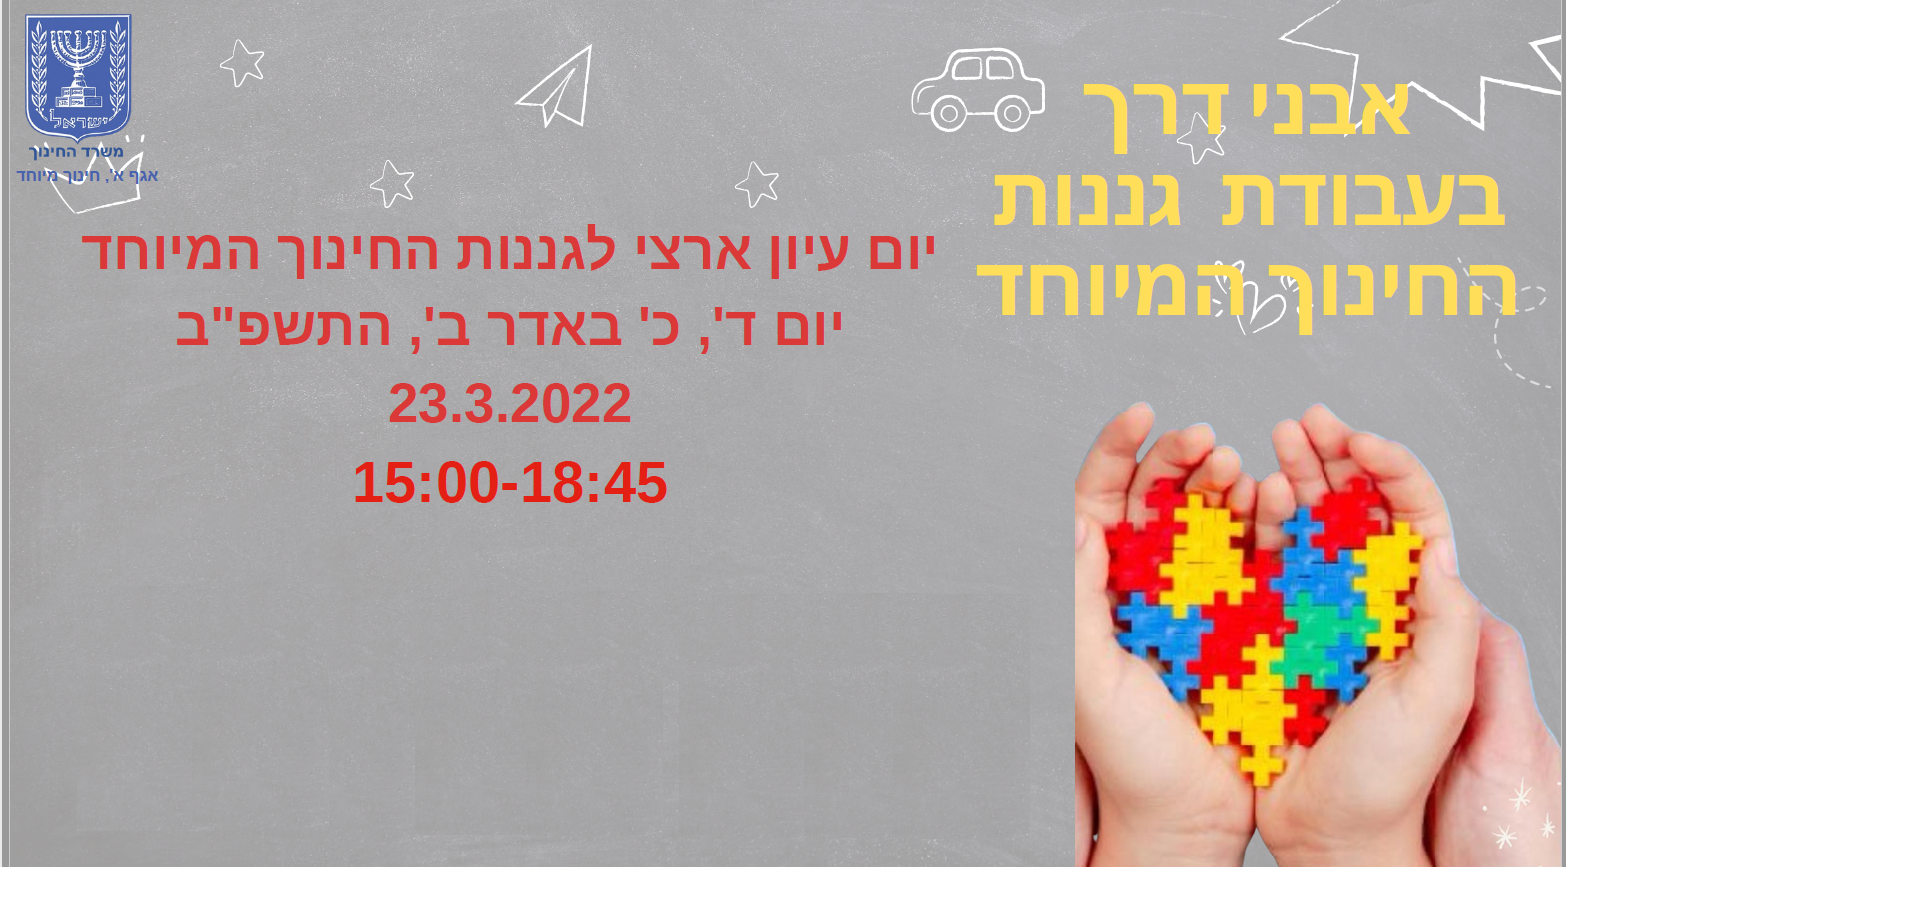 ישראל
משרד החינוך
אגף א', חינוך מיוחד
אבני דרך
בעבודת גננות
החינוך המיוחד
יום עיון ארצי לגננות החינוך המיוחד
יום ד', כ' באדר ב', התשפ"ב
23.3.2022
15:00-18:45